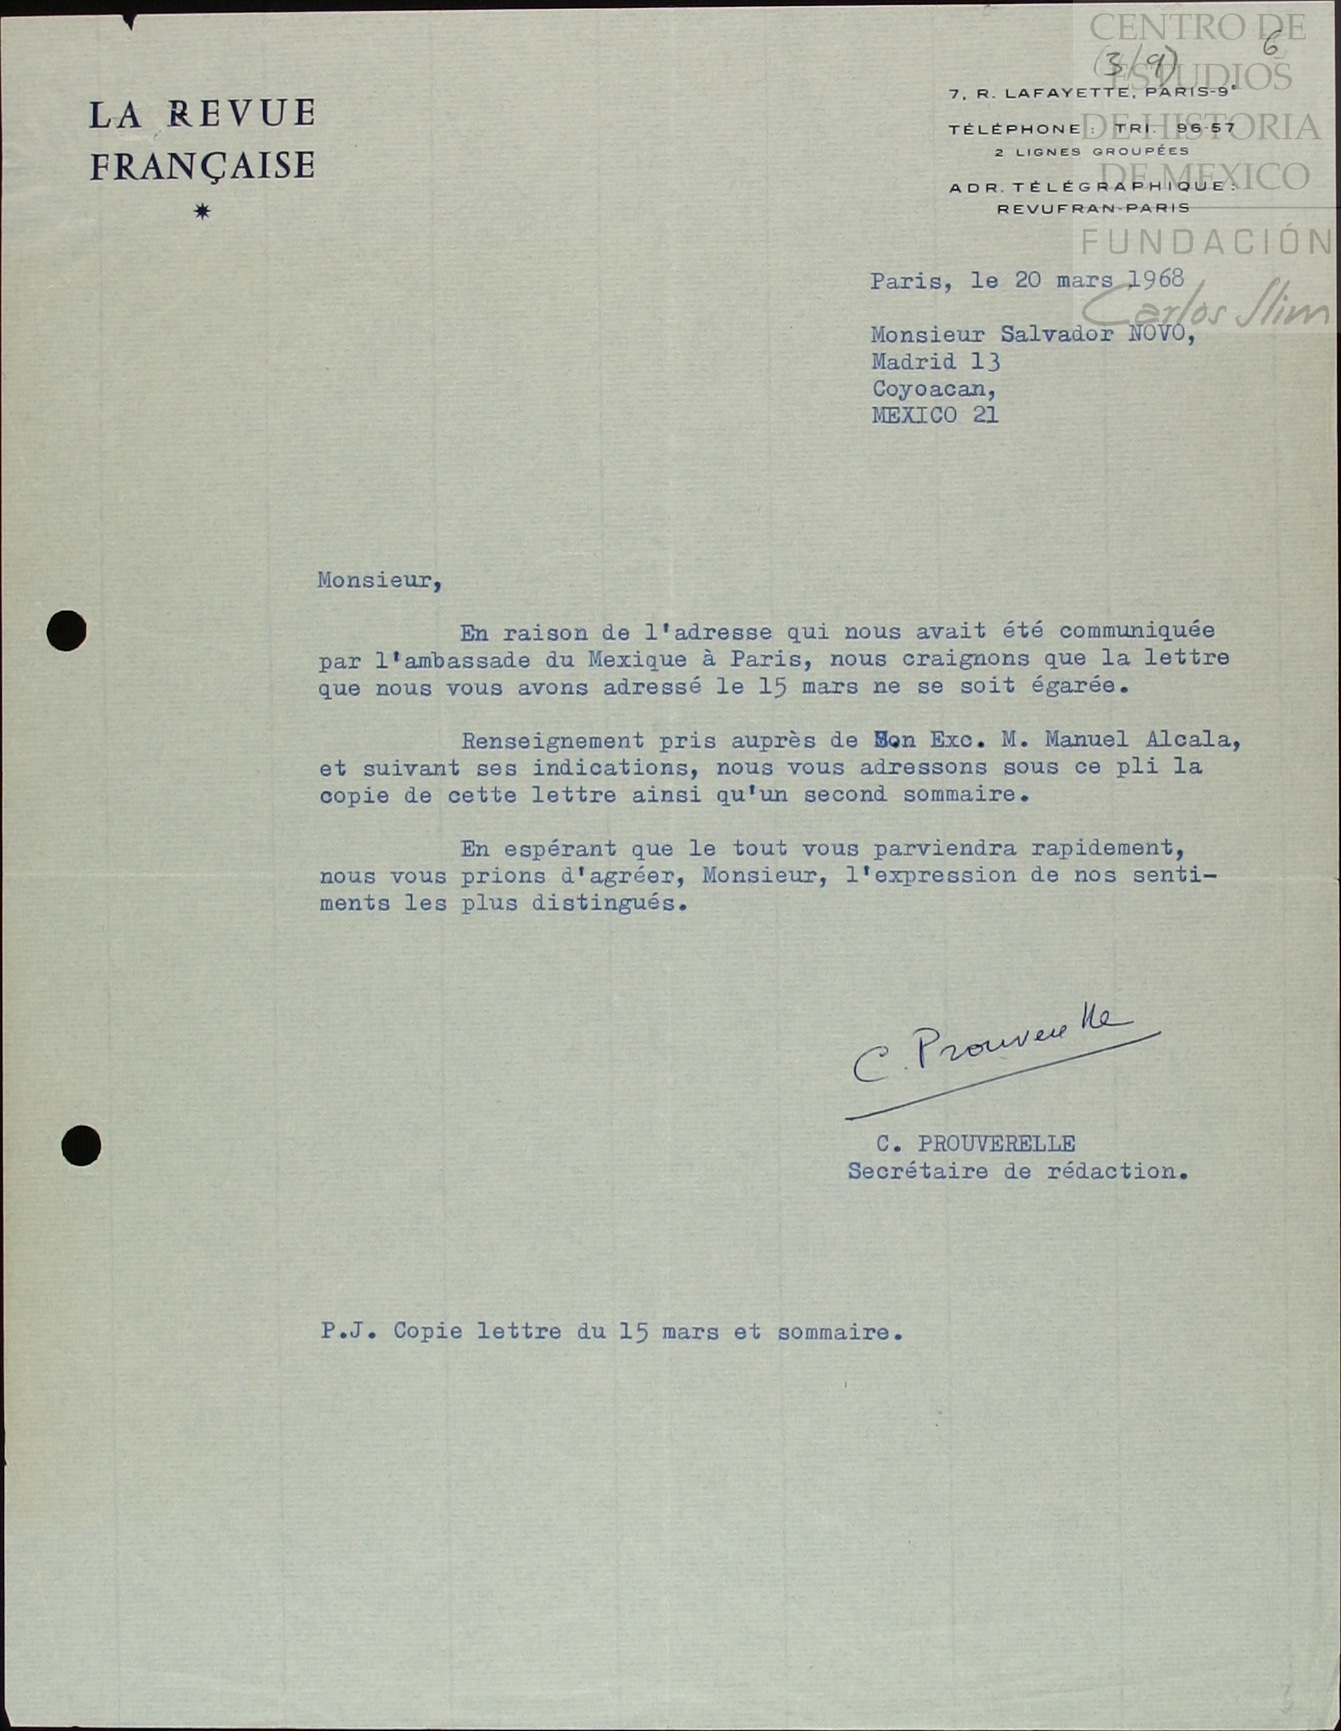 CENTRO DE
ESTUDIOS
DE HISTORIA
DE MEXICO
FUNDACIÓN
Carlos Slim
(3/9)
6
LA REVUE
FRANÇAISE
7, R. LAFAYETTE, PARIS-9e
TÉLÉPHONE : TRI. 96-57
2 LIGNES GROUPÉES
ADR. TÉLÉGRAPHIQUE:
REVUFRAN-PARIS
Paris, le 20 mars 1968
Monsieur Salvador NOVO,
Madrid 13
Coyoacan,
MEXICO 21
Monsieur,
En raison de l'adresse qui nous avait été communiquée
par l'ambassade du Mexique à Paris, nous craignons que la lettre
que nous vous avons adressé le 15 mars ne se soit égarée.
Renseignement pris auprès de Son Exc. M. Manuel Alcala,
et suivant ses indications, nous vous adressons sous ce pli la
copie de cette lettre ainsi qu'un second sommaire.
En espérant que le tout vous parviendra rapidement,
nous vous prions d'agréer, Monsieur, l'expression de nos senti-
ments les plus distingués.
C. Prouverelle
C. PROUVERELLE
Secrétaire de rédaction.
P.J. Copie lettre du 15 mars et sommaire.